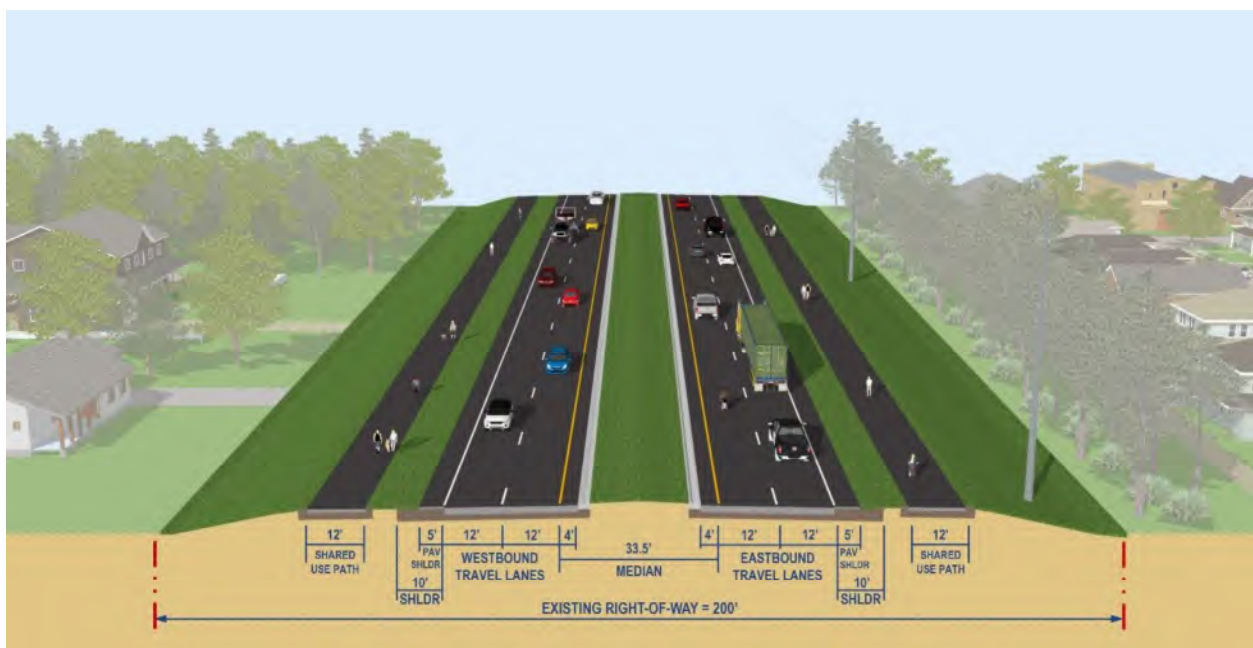 12'
SHARED
USE PATH
5'
PAV
SHLDR
10'
SHLDR
12'
12'
WESTBOUND
TRAVEL LANES
4'
33.5'
MEDIAN
4'
12'
12'
EASTBOUND
TRAVEL LANES
5'
PAV
SHLDR
10'
SHLDR
12'
SHARED
USE PATH
EXISTING RIGHT-OF-WAY = 200'